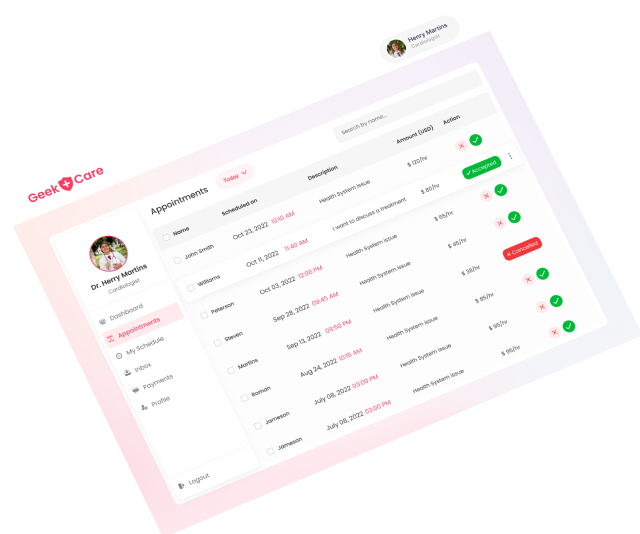 Henry Martins
Cardiologist
Geek Care
Dr. Herry Martins
Cardiologist
Dashboard
Appointments
My Schedule
Inbox
Payments
Profile
Logout
Appointments
Today
Search by name...
Name Scheduled on Description Amount (USD) Action
John Smith Oct 23, 2022 10:10 AM Health System issue $ 120/hr
Williams Oct 11, 2022 11:40 AM I want to discuss a treatment $ 80/hr Accepted
Peterson Oct 03, 2022 12:08 PM Health System issue $ 65/hr
Steven Sep 28, 2022 09:45 AM Health System issue $ 45/hr
Martins Sep 13, 2022 09:50 PM Health System issue $ 38/hr Cancelled
Roman Aug 24, 2022 10:15 AM Health System issue $ 85/hr
Jameson July 08, 2022 03:00 PM Health System issue $ 95/hr
Jameson July 08, 2022 03:00 PM Health System issue $ 95/hr